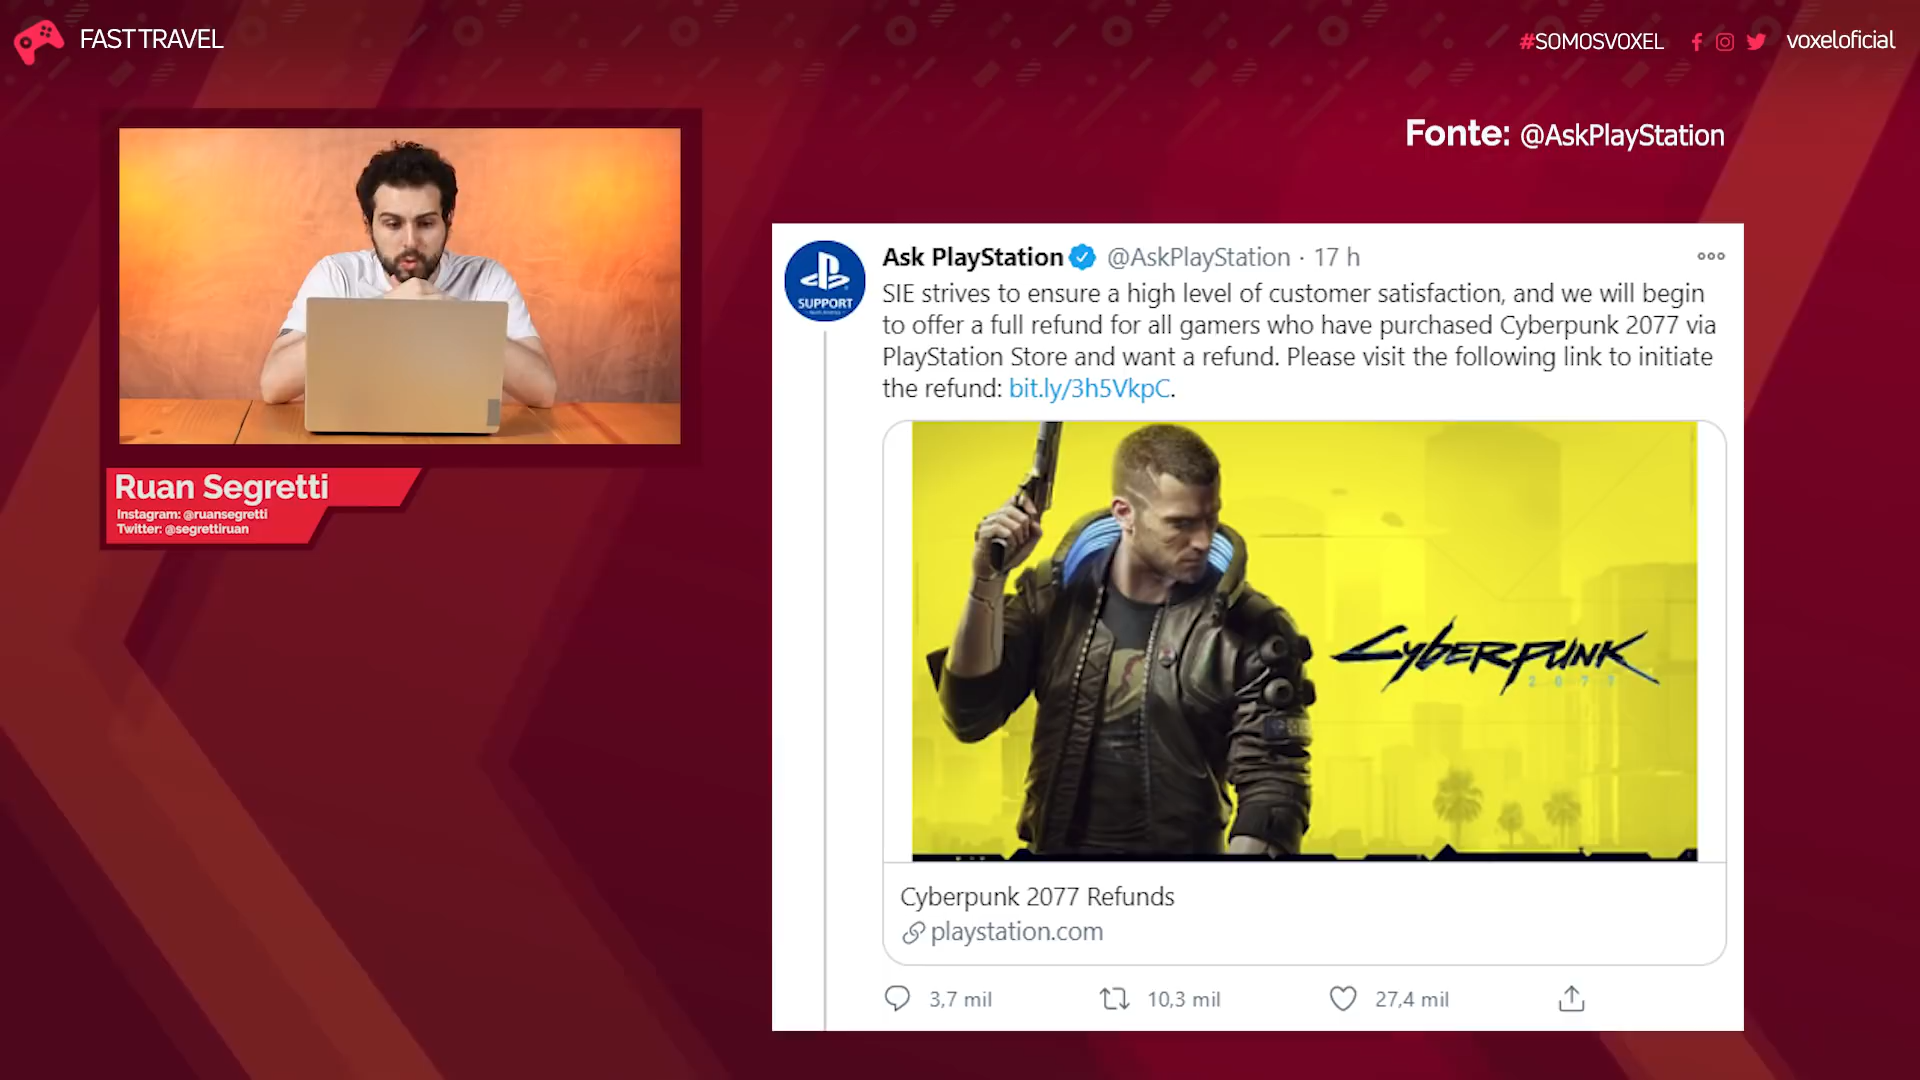 FAST TRAVEL
#SOMOSVOXEL
voxeloficial
Fonte: @AskPlayStation
Ruan Segretti
Instagram: @ruansegretti
Twitter: @segrettiruan
SUPPORT
Ask PlayStation @AskPlayStation · 17 h
SIE strives to ensure a high level of customer satisfaction, and we will begin
to offer a full refund for all gamers who have purchased Cyberpunk 2077 via
PlayStation Store and want a refund. Please visit the following link to initiate
the refund: bit.ly/3h5VkpC.
Cyberpunk
2077
Cyberpunk 2077 Refunds
playstation.com
3,7 mil
10,3 mil
27,4 mil